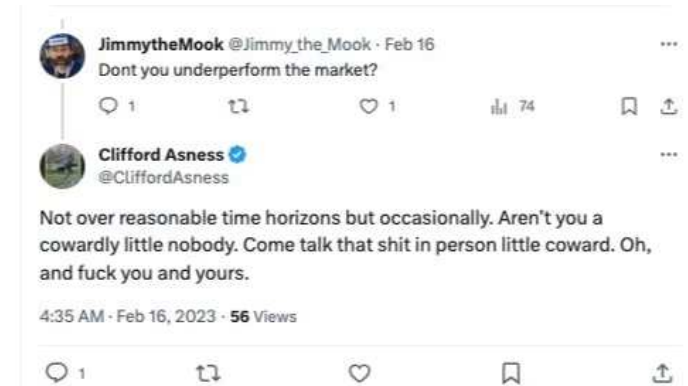 JimmytheMook @Jimmy_the_Mook · Feb 16
Dont you underperform the market?
1 1 74
Clifford Asness
@CliffordAsness
Not over reasonable time horizons but occasionally. Aren't you a
cowardly little nobody. Come talk that shit in person little coward. Oh,
and fuck you and yours.
4:35 AM · Feb 16, 2023 · 56 Views
1